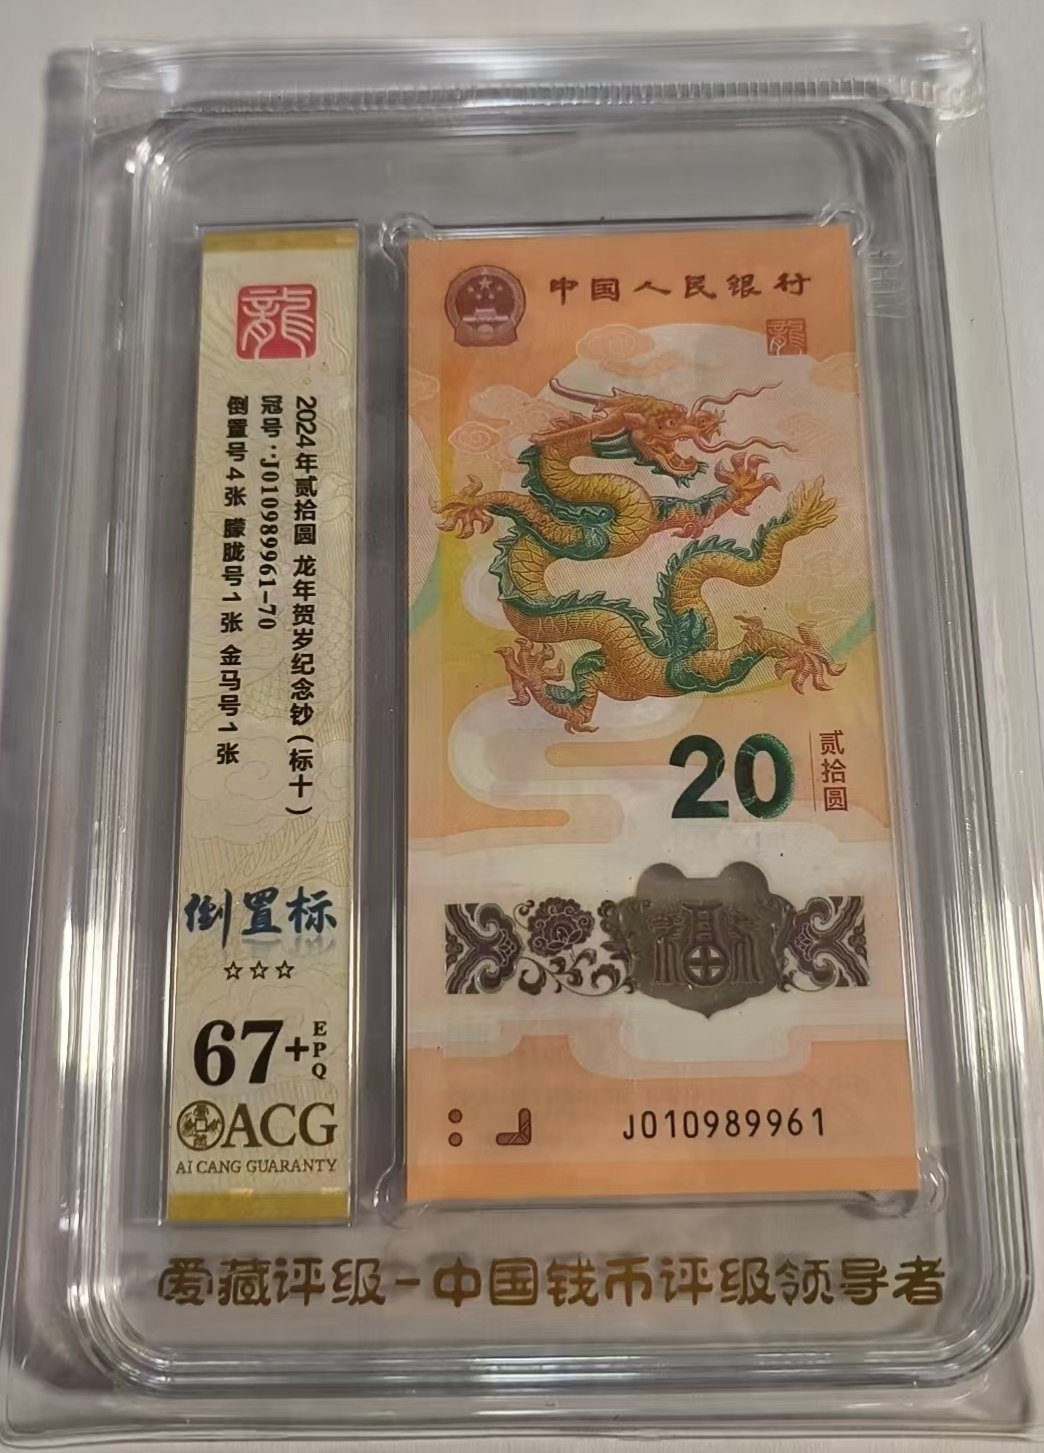 龍
2024年贰拾圆 龙年贺岁纪念钞(标十)
冠号:J010989961-70
倒置号4张 朦胧号1张 金马号1张
倒置标
☆☆☆
67+EPQ
ACG
AI CANG GUARANTY
中国人民银行
龍
20
贰拾圆
福
J010989961
爱藏评级-中国钱币评级领导者